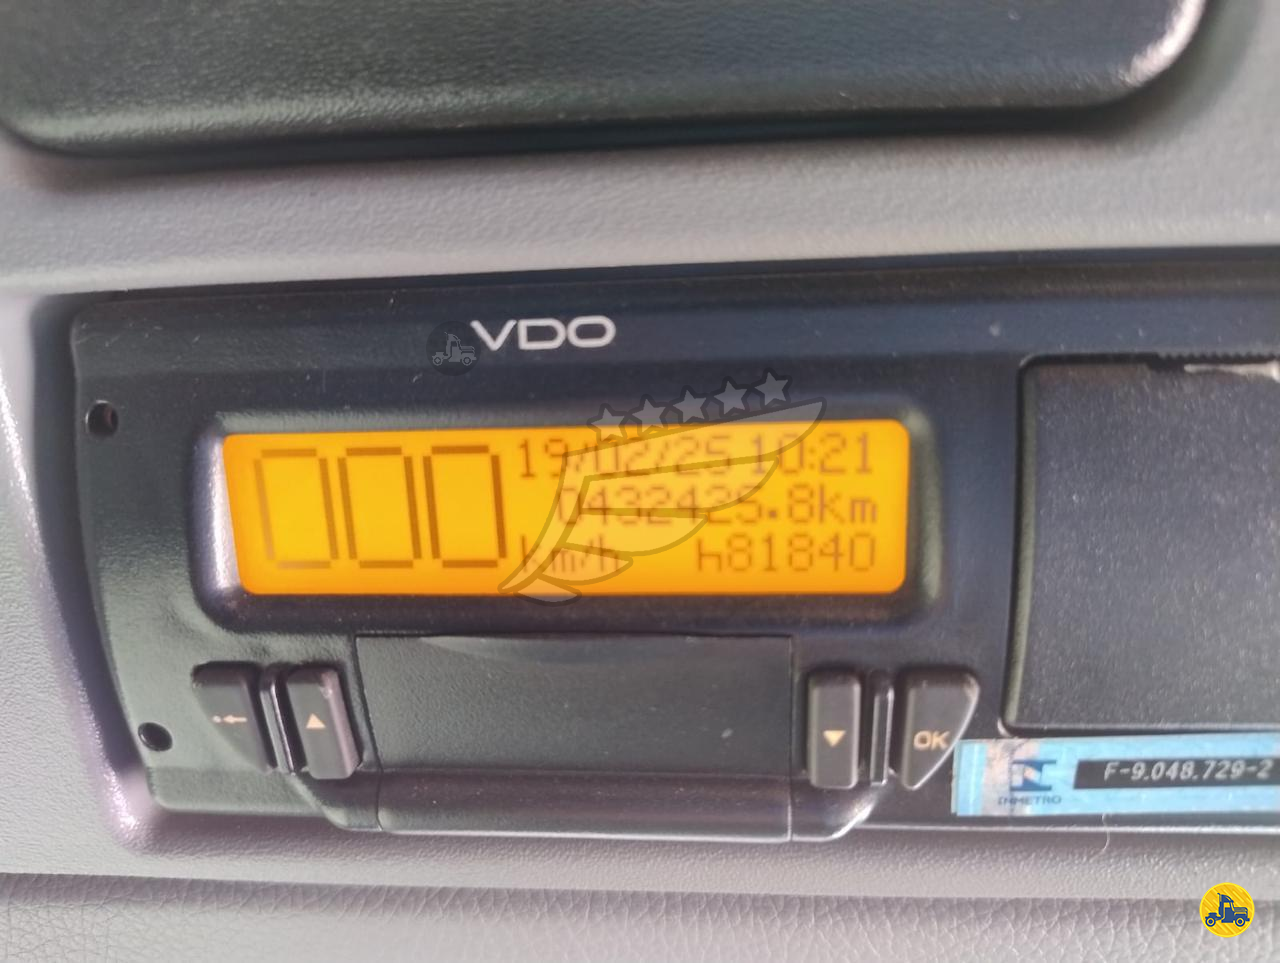 VDO
000
19/02/25 10:21
0432425.8km
km/h h81840
OK
INMETRO
F-9.048.729-2